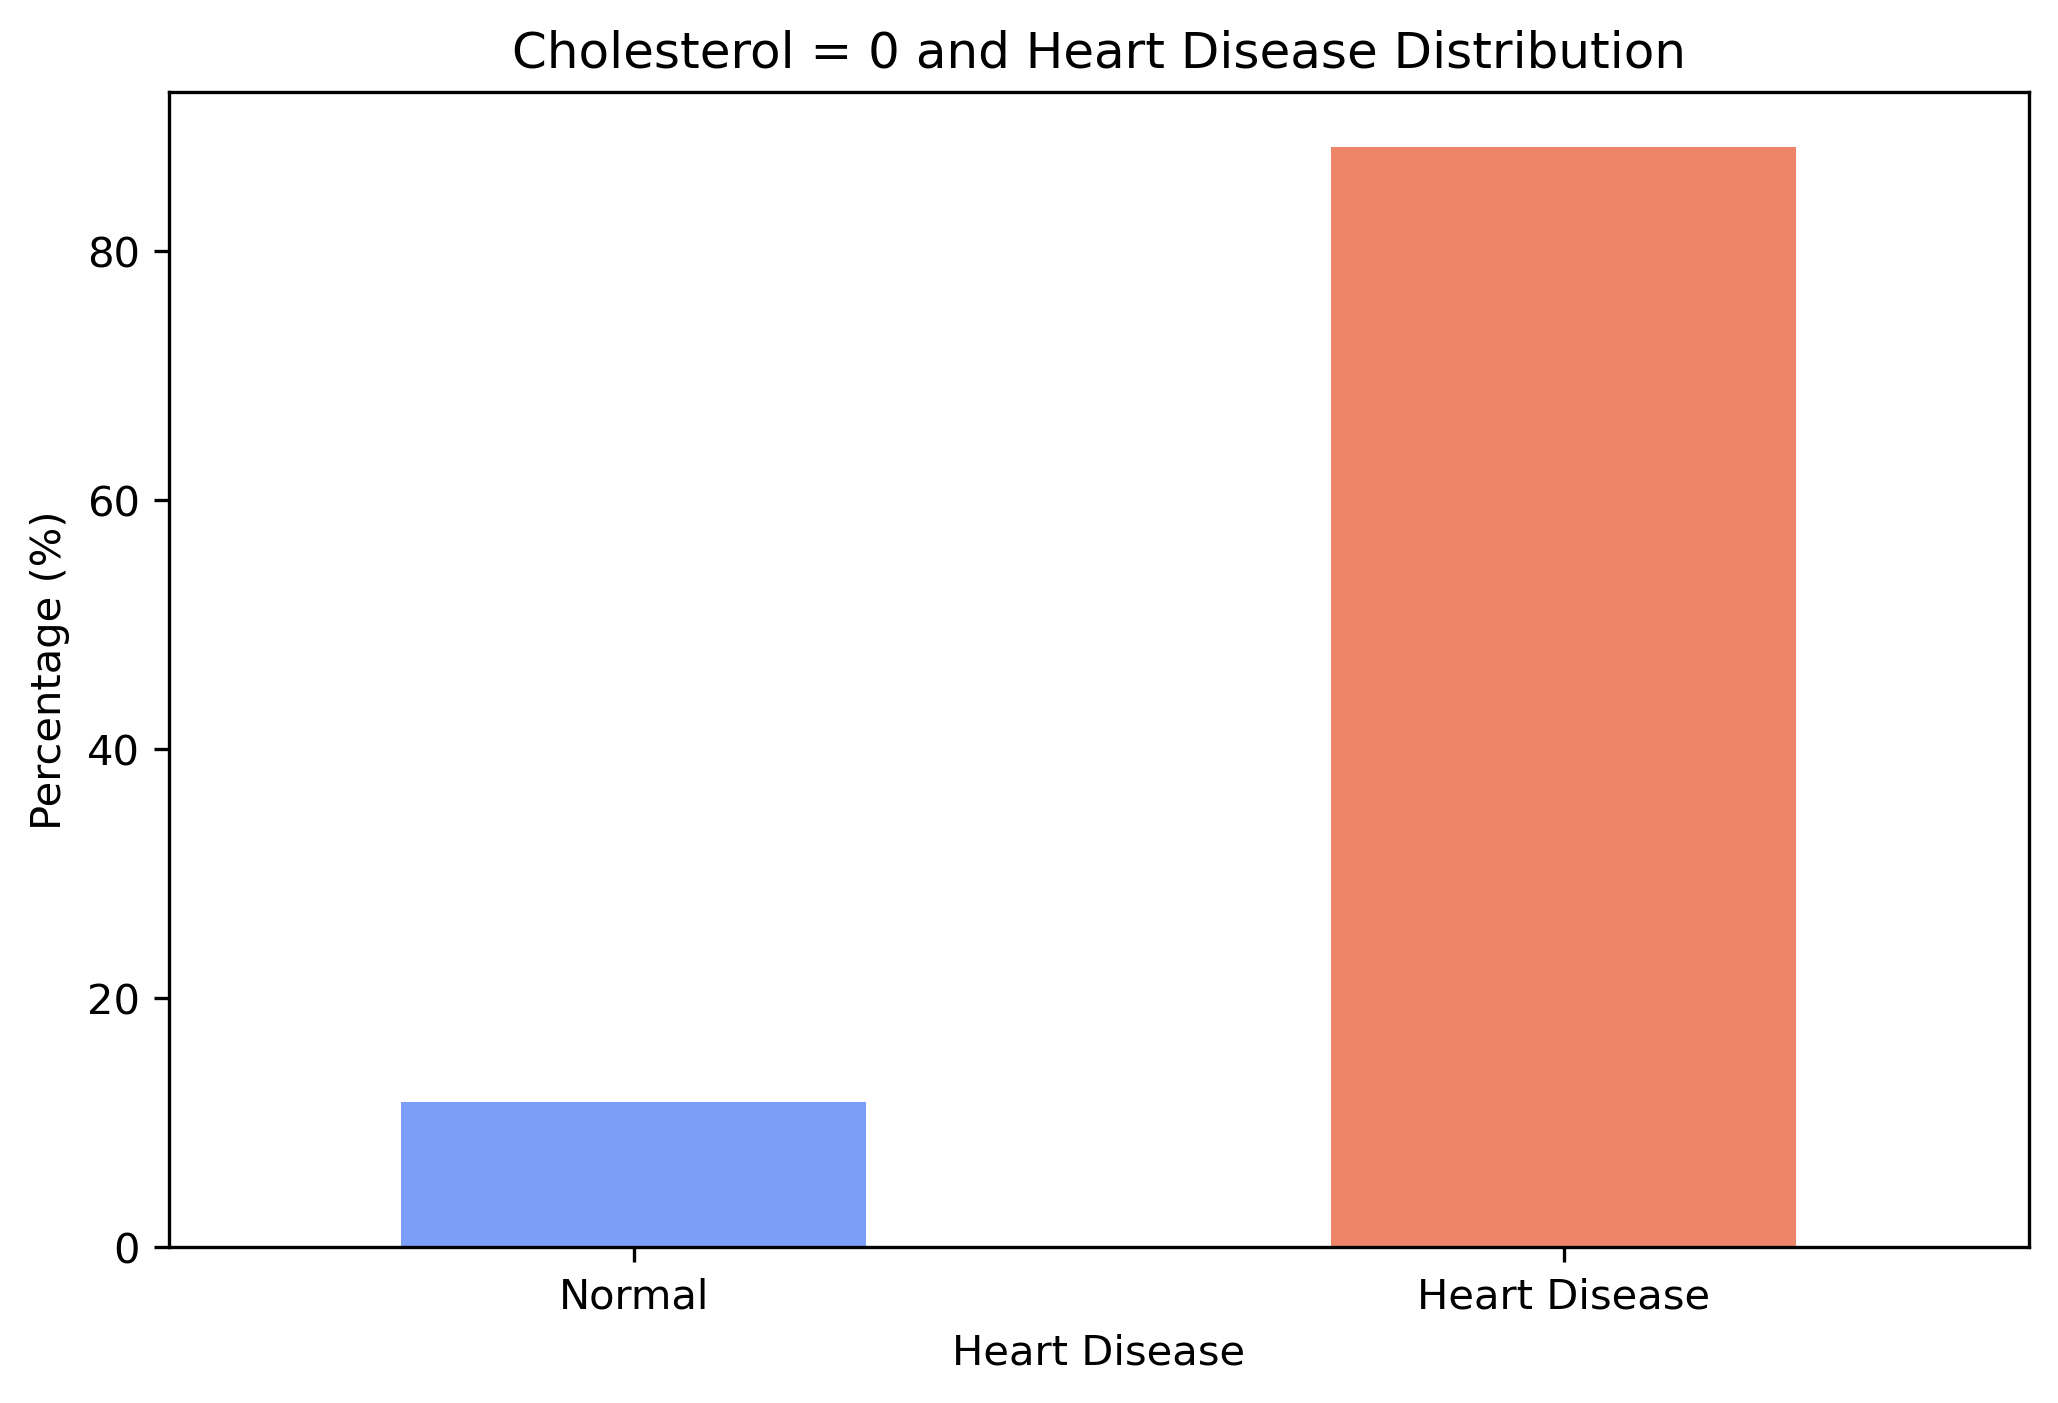 Cholesterol = 0 and Heart Disease Distribution
Percentage (%)
80
60
40
20
0
Normal
Heart Disease
Heart Disease